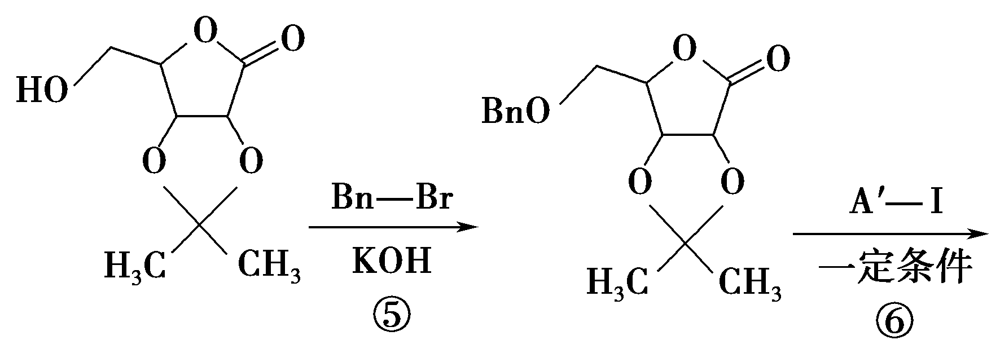 O
O
HO
O
O
H₃C
CH₃
Bn—Br
KOH
⑤
O
O
BnO
O
O
H₃C
CH₃
A′—I
一定条件
⑥